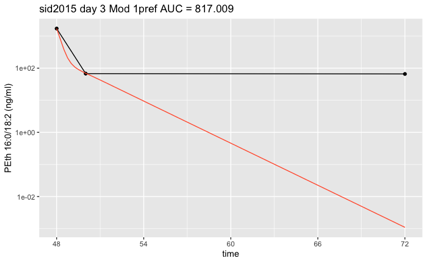 sid2015 day 3 Mod 1pref AUC = 817.009
PEth 16:0/18:2 (ng/ml)
1e+02
1e+00
1e-02
48
54
60
66
72
time